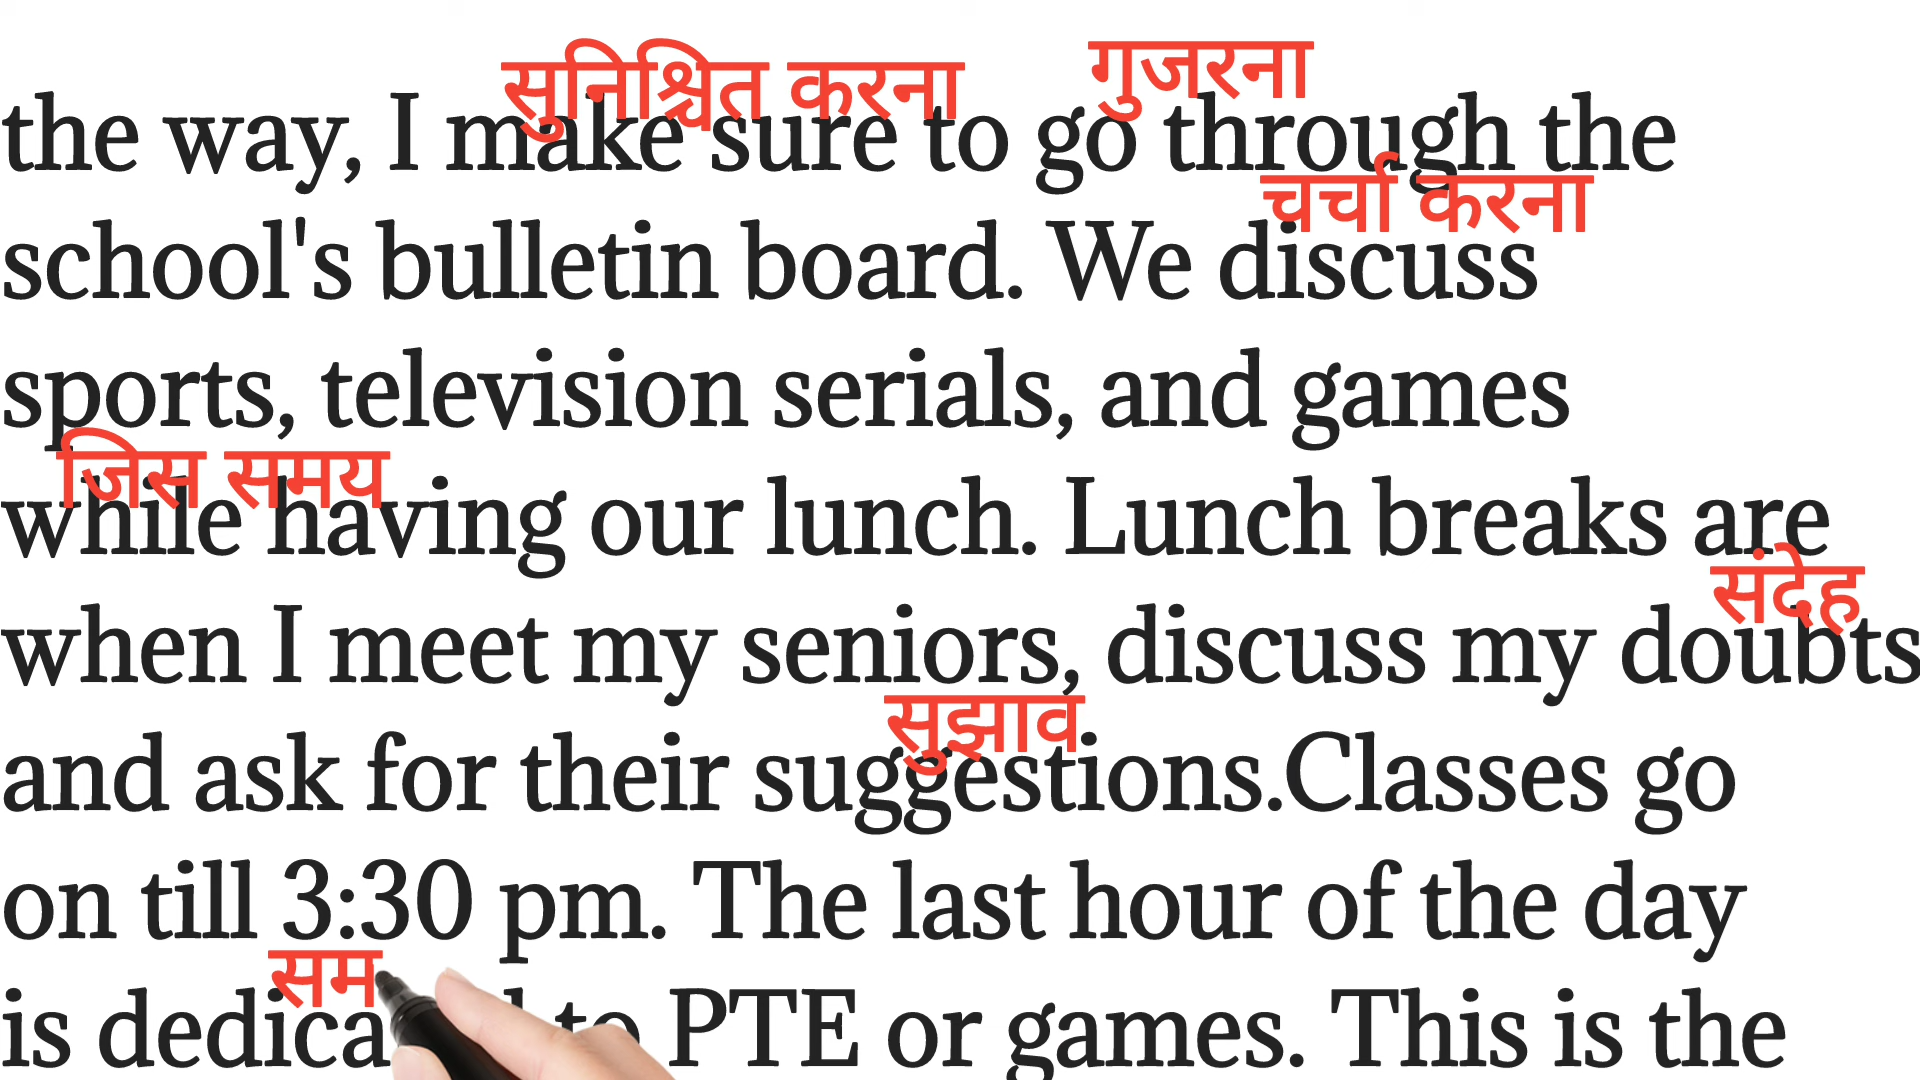 सुनिश्चित करना गुजरना
the way, I make sure to go through the
चर्चा करना
school's bulletin board. We discuss
sports, television serials, and games
जिस समय
while having our lunch. Lunch breaks are
संदेह
when I meet my seniors, discuss my doubts
सुझाव
and ask for their suggestions.Classes go
on till 3:30 pm. The last hour of the day
सम
is to PTE or games. This is the